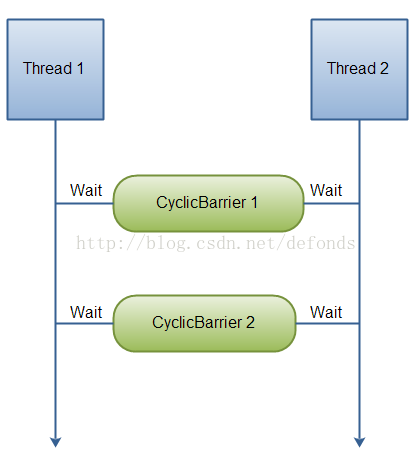 Thread 1
Thread 2
Wait
CyclicBarrier 1
Wait
http://blog.csdn.net/defonds
Wait
CyclicBarrier 2
Wait